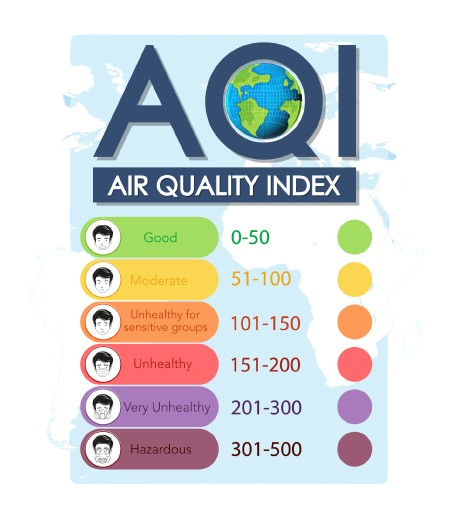 AQI
AIR QUALITY INDEX
Good 0-50
Moderate 51-100
Unhealthy for
sensitive groups 101-150
Unhealthy 151-200
Very Unhealthy 201-300
Hazardous 301-500